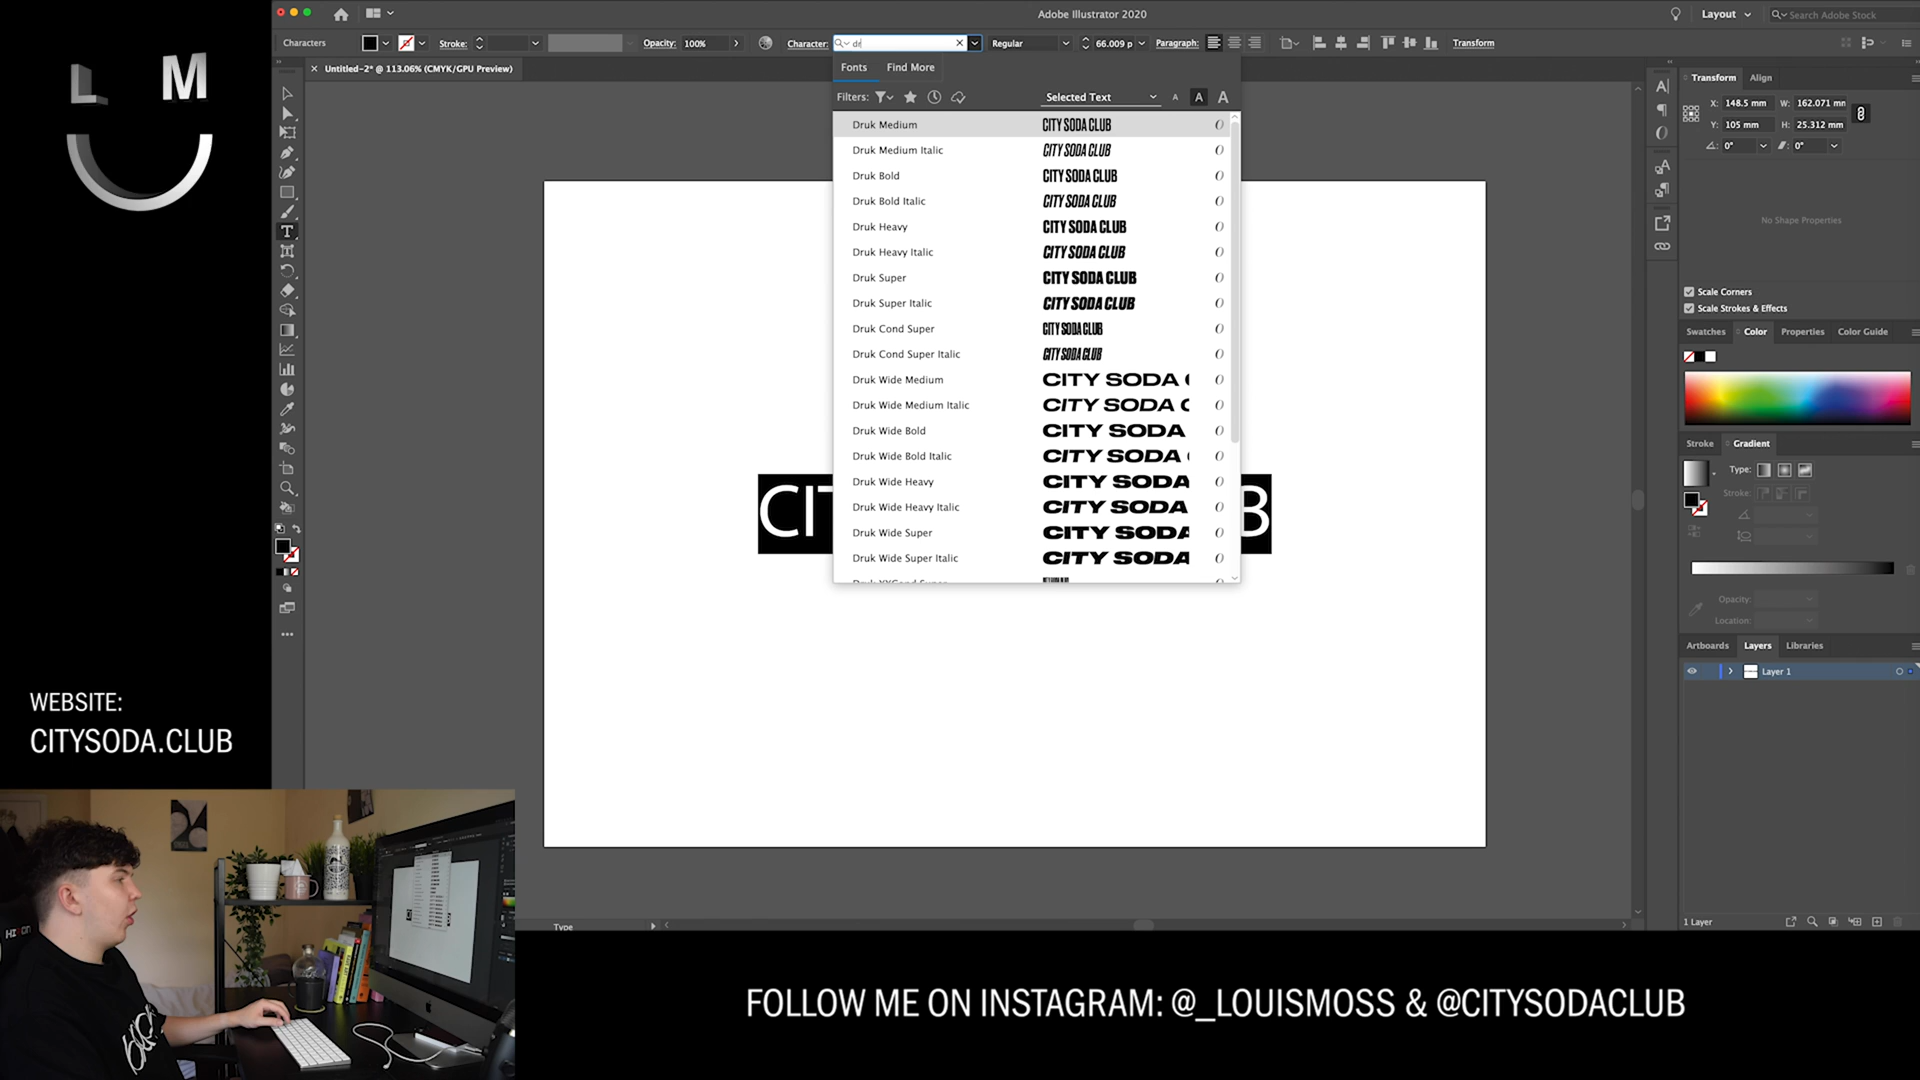 L M
WEBSITE:
CITYSODA.CLUB
Adobe Illustrator 2020
Layout
Search Adobe Stock
Characters
Stroke:
Opacity: 100%
Character:
dr
Regular
66.009 p
Paragraph:
Transform
Untitled-2* @ 113.06% (CMYK/GPU Preview)
Fonts
Find More
Filters:
Selected Text
A A A
Druk Medium CITY SODA CLUB
Druk Medium Italic CITY SODA CLUB
Druk Bold CITY SODA CLUB
Druk Bold Italic CITY SODA CLUB
Druk Heavy CITY SODA CLUB
Druk Heavy Italic CITY SODA CLUB
Druk Super CITY SODA CLUB
Druk Super Italic CITY SODA CLUB
Druk Cond Super CITY SODA CLUB
Druk Cond Super Italic CITY SODA CLUB
Druk Wide Medium CITY SODA
Druk Wide Medium Italic CITY SODA
Druk Wide Bold CITY SODA
Druk Wide Bold Italic CITY SODA
Druk Wide Heavy CITY SODA
Druk Wide Heavy Italic CITY SODA
Druk Wide Super CITY SODA
Druk Wide Super Italic CITY SODA
CIT
B
Transform
Align
X: 148.5 mm
W: 162.071 mm
Y: 105 mm
H: 25.312 mm
0°
0°
No Shape Properties
Scale Corners
Scale Strokes & Effects
Swatches
Color
Properties
Color Guide
Stroke
Gradient
Type:
Stroke:
Opacity:
Location:
Artboards
Layers
Libraries
Layer 1
1 Layer
Type
FOLLOW ME ON INSTAGRAM: @_LOUISMOSS & @CITYSODACLUB